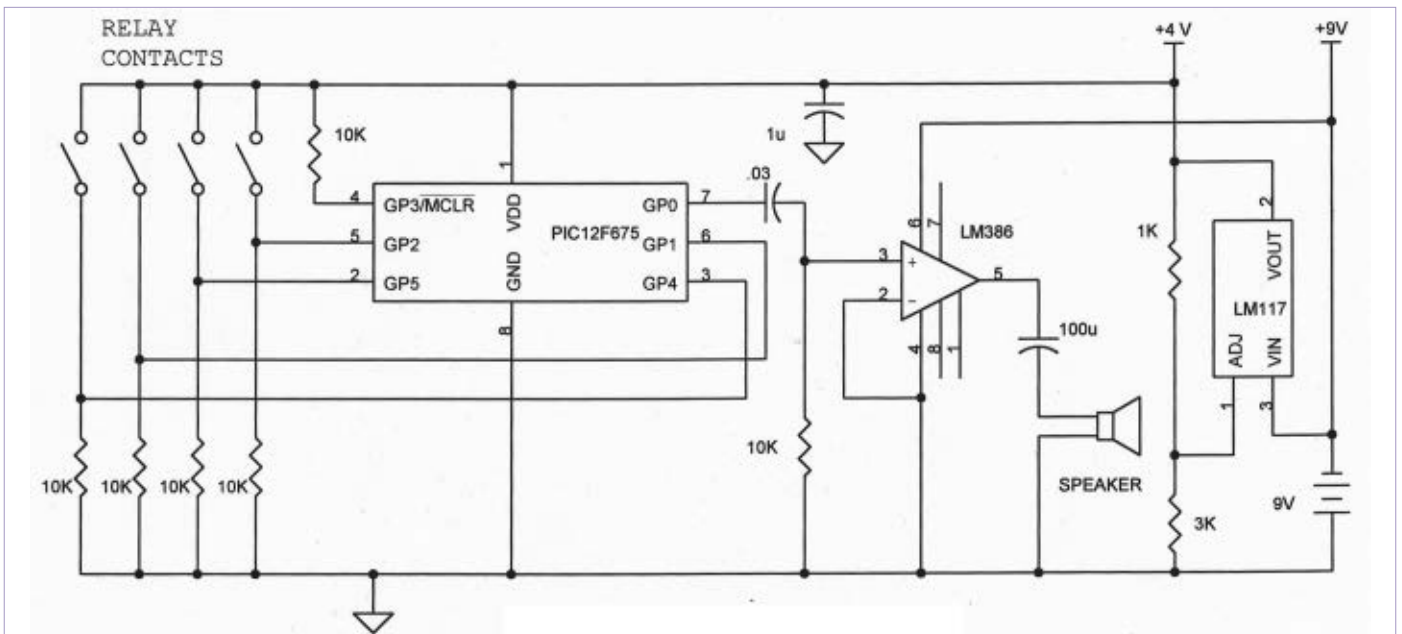 RELAY
CONTACTS
+4 V
+9V
10K
1u
1
4
GP3/MCLR
VDD
GP0
7
.03
5
GP2
PIC12F675
GP1
6
2
GP5
GND
GP4
3
8
6
7
LM386
3
+
2
−
5
4
8
1
100u
1K
2
VOUT
LM117
ADJ
VIN
1
3
10K
10K
10K
10K
10K
SPEAKER
3K
9V